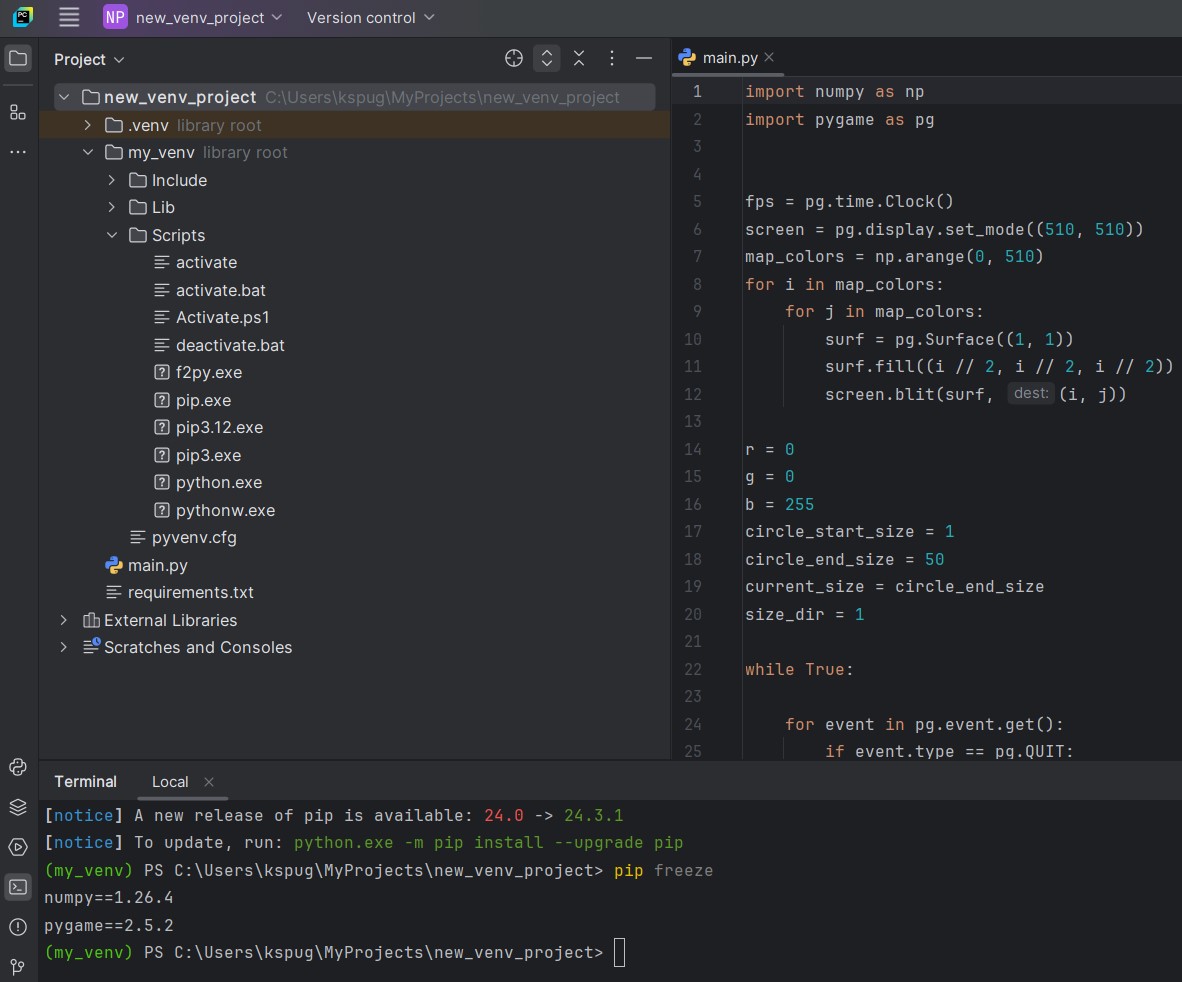 PC NP new_venv_project Version control
Project
new_venv_project C:\Users\kspug\MyProjects\new_venv_project
.venv library root
my_venv library root
Include
Lib
Scripts
activate
activate.bat
Activate.ps1
deactivate.bat
f2py.exe
pip.exe
pip3.12.exe
pip3.exe
python.exe
pythonw.exe
pyvenv.cfg
main.py
requirements.txt
External Libraries
Scratches and Consoles
main.py
1 import numpy as np
2 import pygame as pg
3
4
5 fps = pg.time.Clock()
6 screen = pg.display.set_mode((510, 510))
7 map_colors = np.arange(0, 510)
8 for i in map_colors:
9     for j in map_colors:
10         surf = pg.Surface((1, 1))
11         surf.fill((i // 2, i // 2, i // 2))
12         screen.blit(surf, dest: (i, j))
13
14 r = 0
15 g = 0
16 b = 255
17 circle_start_size = 1
18 circle_end_size = 50
19 current_size = circle_end_size
20 size_dir = 1
21
22 while True:
23
24     for event in pg.event.get():
25         if event.type == pg.QUIT:
Terminal Local
[notice] A new release of pip is available: 24.0 -> 24.3.1
[notice] To update, run: python.exe -m pip install --upgrade pip
(my_venv) PS C:\Users\kspug\MyProjects\new_venv_project> pip freeze
numpy==1.26.4
pygame==2.5.2
(my_venv) PS C:\Users\kspug\MyProjects\new_venv_project>